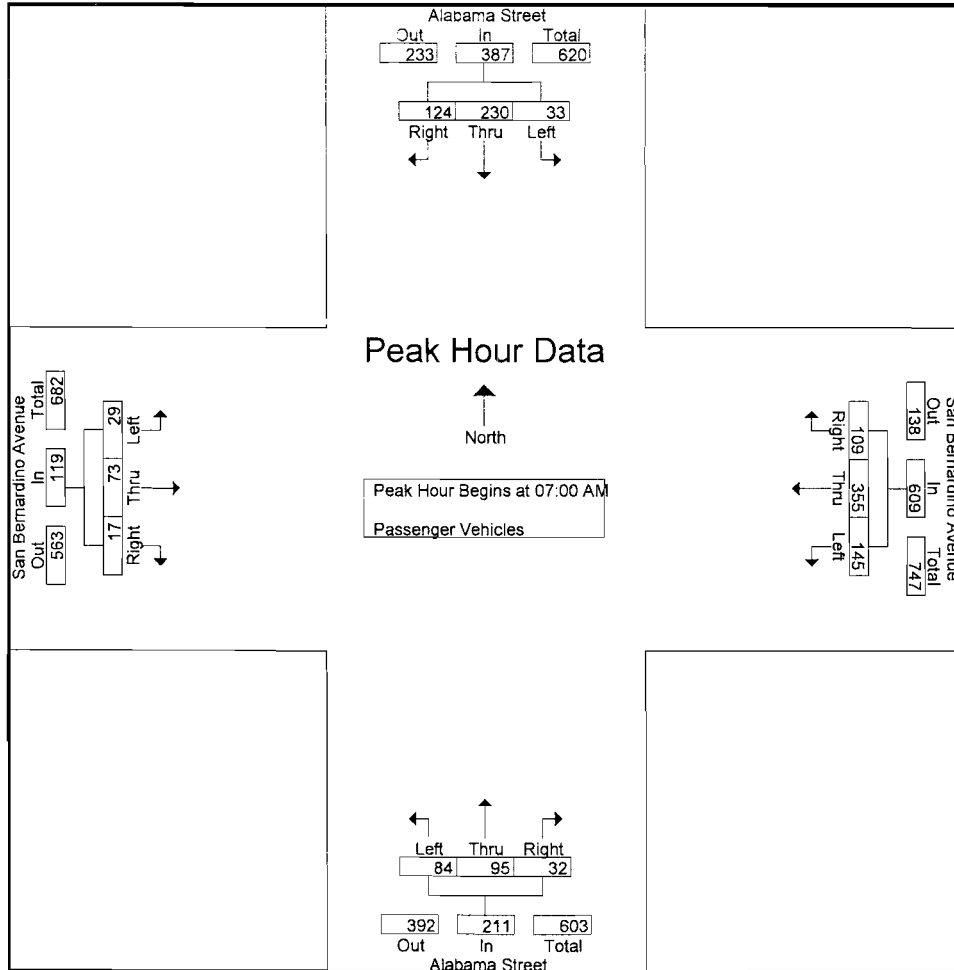 Alabama Street
Out In Total
233 387 620
124 230 33
Right Thru Left
Peak Hour Data
North
Peak Hour Begins at 07:00 AM
Passenger Vehicles
San Bernardino Avenue
Total In Out
682 119 563
29 73 17
Left Thru Right
San Bernardino Avenue
Out In Total
138 609 747
109 355 145
Right Thru Left
Left Thru Right
84 95 32
392 211 603
Out In Total
Alabama Street